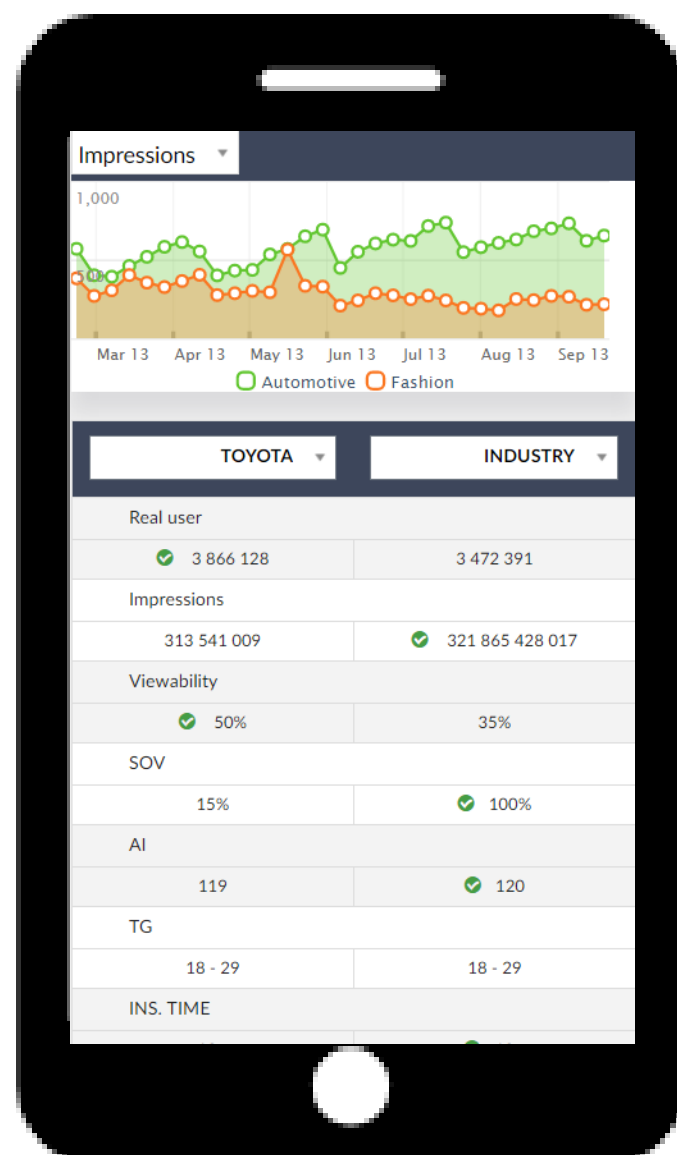 Impressions
1,000
500
Mar 13 Apr 13 May 13 Jun 13 Jul 13 Aug 13 Sep 13
Automotive Fashion
TOYOTA INDUSTRY
Real user
3 866 128 3 472 391
Impressions
313 541 009 321 865 428 017
Viewability
50% 35%
SOV
15% 100%
AI
119 120
TG
18 - 29 18 - 29
INS. TIME